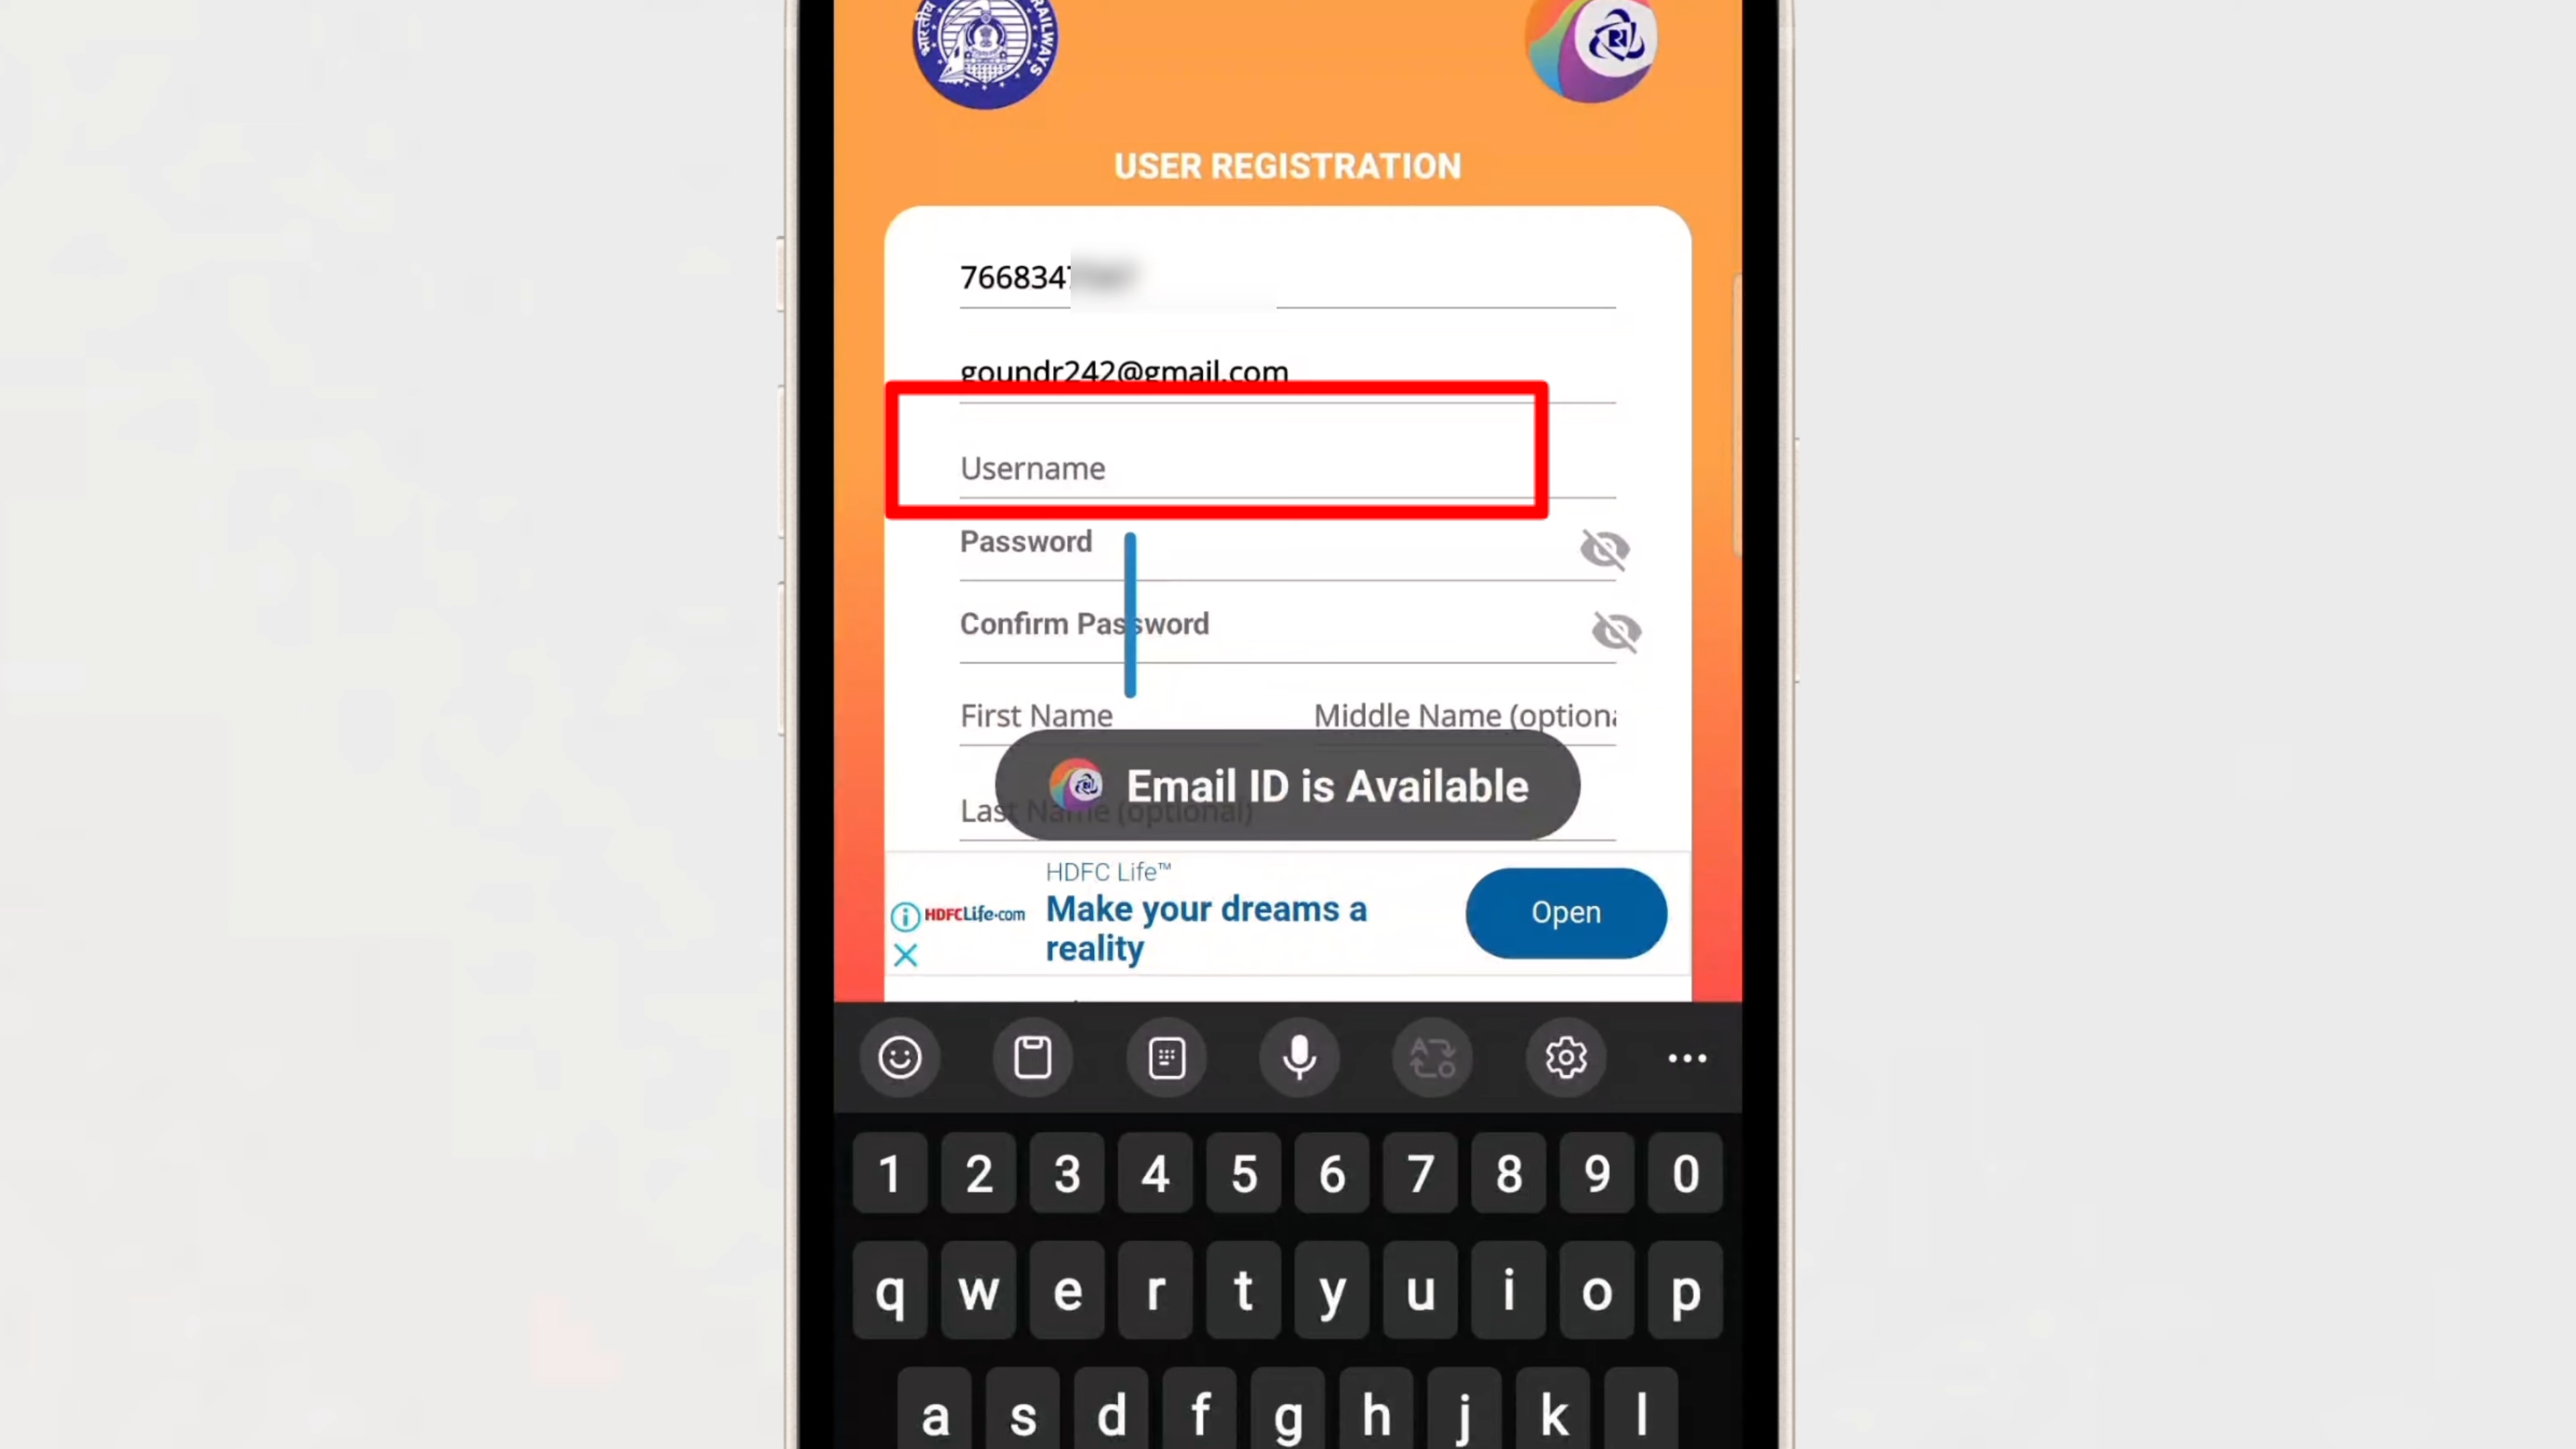 भारतीय
RAILWAYS
USER REGISTRATION
766834
goundr242@gmail.com
Username
Password
Confirm Password
First Name
Middle Name (optiona
Email ID is Available
Last Name (optional)
HDFC Life™
HDFCLife.com
Make your dreams a
reality
Open
1 2 3 4 5 6 7 8 9 0
q w e r t y u i o p
a s d f g h j k l